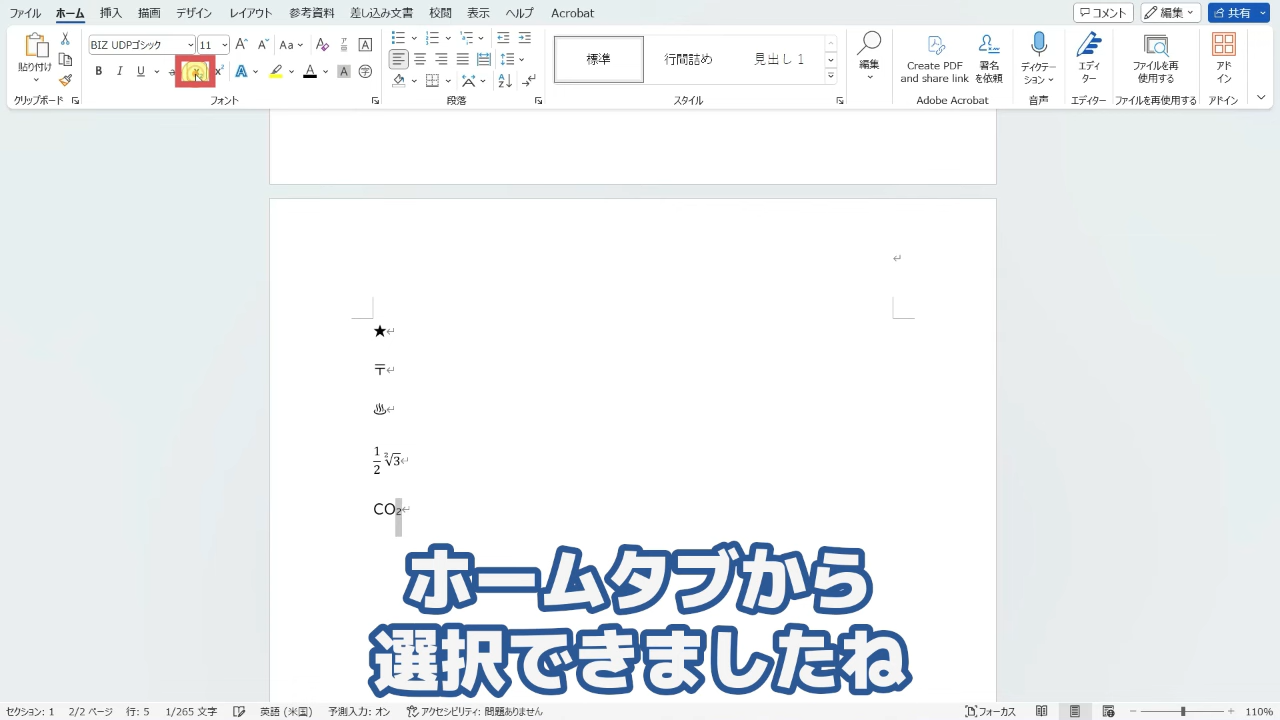 ファイル ホーム 挿入 描画 デザイン レイアウト 参考資料 差し込み文書 校閲 表示 ヘルプ Acrobat コメント 編集 共有
貼り付け
クリップボード
BIZ UDPゴシック 11 Aa
B I U
フォント
段落
標準 行間詰め 見出し 1
スタイル
編集
Create PDF
and share link
署名
を依頼
Adobe Acrobat
ディクテー
ション
音声
エディ
ター
エディター
ファイルを再
使用する
ファイルを再使用する
アド
イン
アドイン
★↵
〒↵
♨↵
1/2 ²√3↵
CO₂↵
ホームタブから
選択できましたね
セクション: 1 2/2 ページ 行: 5 1/265 文字 英語 (米国) 予測入力: オン アクセシビリティ: 問題ありません フォーカス 110%